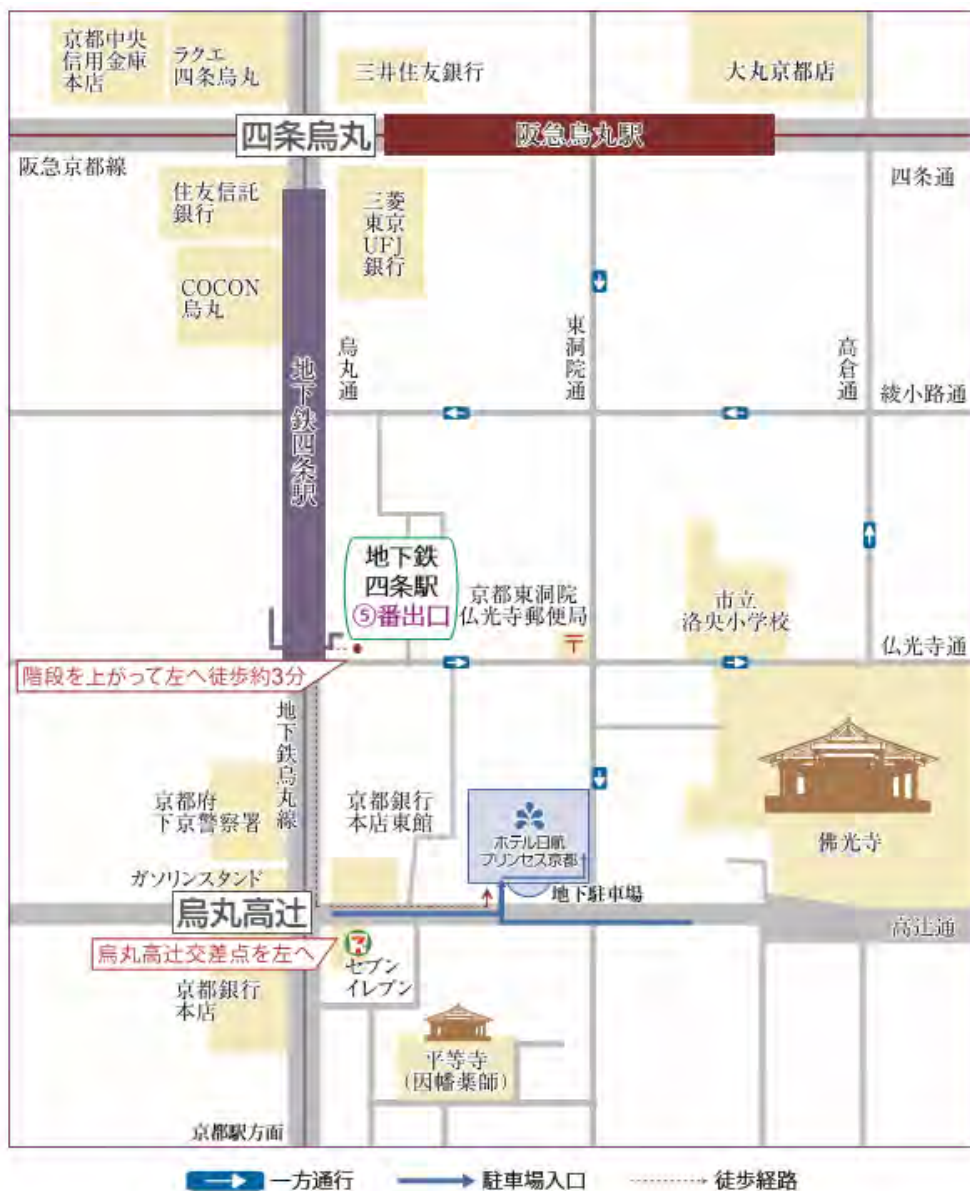 京都中央
信用金庫
本店
ラクエ
四条烏丸
三井住友銀行
大丸京都店
四条烏丸
阪急烏丸駅
阪急京都線
四条通
住友信託
銀行
三菱
東京
UFJ
銀行
COCON
烏丸
地下鉄四条駅
烏丸通
東洞院通
高倉通
綾小路通
地下鉄
四条駅
⑤番出口
京都東洞院
仏光寺郵便局
〒
市立
洛央小学校
仏光寺通
階段を上がって左へ徒歩約3分
地下鉄烏丸線
京都府
下京警察署
京都銀行
本店東館
ホテル日航
プリンセス京都
佛光寺
ガソリンスタンド
地下駐車場
烏丸高辻
高辻通
烏丸高辻交差点を左へ
7
セブン
イレブン
京都銀行
本店
平等寺
(因幡薬師)
京都駅方面
一方通行
駐車場入口
徒歩経路